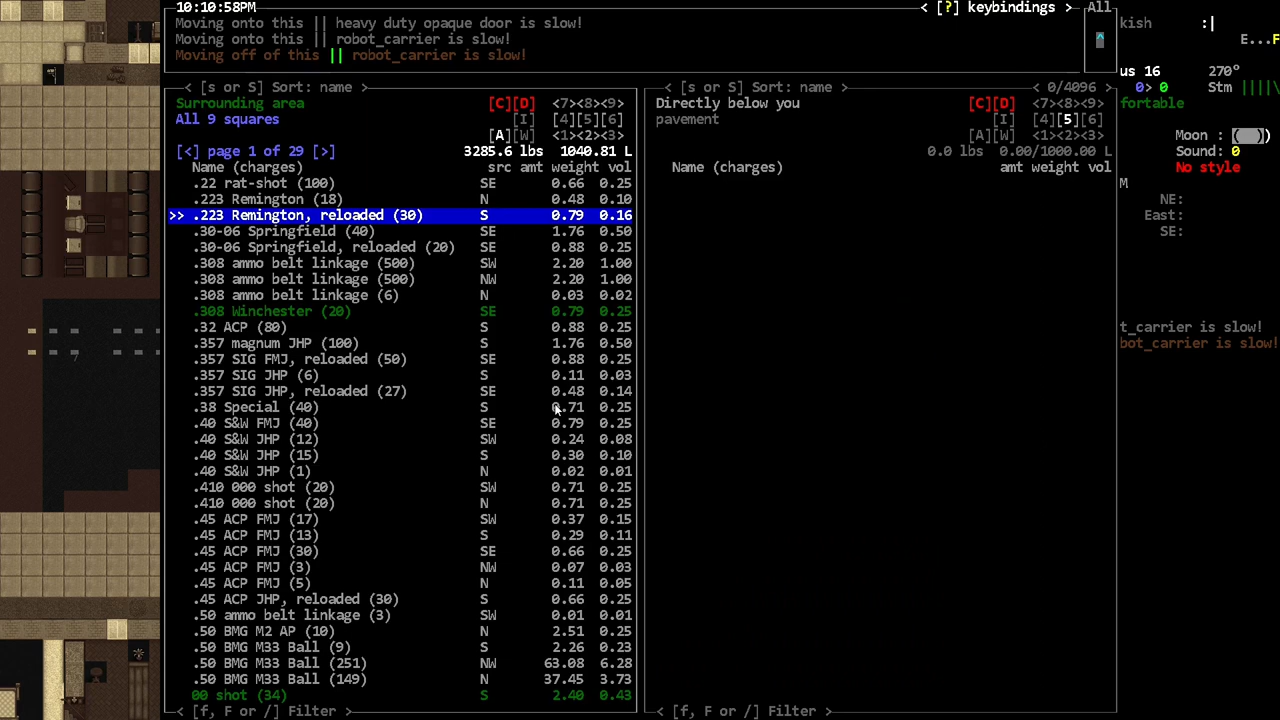 10:10:58PM
< [?] keybindings >
All
Moving onto this || heavy duty opaque door is slow!
Moving onto this || robot_carrier is slow!
Moving off of this || robot_carrier is slow!
kish :|
E...F
us 16 270°
0> 0 Stm ||||\
fortable
Moon : ( )
Sound: 0
No style
M
NE:
East:
SE:
t_carrier is slow!
bot_carrier is slow!
< [s or S] Sort: name >
Surrounding area [C][D] <7><8><9>
All 9 squares [I] [4][5][6]
[A][W] <1><2><3>
[<] page 1 of 29 [>] 3285.6 lbs 1040.81 L
Name (charges) src amt weight vol
.22 rat-shot (100) SE 0.66 0.25
.223 Remington (18) N 0.48 0.10
>> .223 Remington, reloaded (30) S 0.79 0.16
.30-06 Springfield (40) SE 1.76 0.50
.30-06 Springfield, reloaded (20) SE 0.88 0.25
.308 ammo belt linkage (500) SW 2.20 1.00
.308 ammo belt linkage (500) NW 2.20 1.00
.308 ammo belt linkage (6) N 0.03 0.02
.308 Winchester (20) SE 0.79 0.25
.32 ACP (80) S 0.88 0.25
.357 magnum JHP (100) S 1.76 0.50
.357 SIG FMJ, reloaded (50) SE 0.88 0.25
.357 SIG JHP (6) S 0.11 0.03
.357 SIG JHP, reloaded (27) SE 0.48 0.14
.38 Special (40) S 0.71 0.25
.40 S&W FMJ (40) SE 0.79 0.25
.40 S&W JHP (12) SW 0.24 0.08
.40 S&W JHP (15) S 0.30 0.10
.40 S&W JHP (1) N 0.02 0.01
.410 000 shot (20) SW 0.71 0.25
.410 000 shot (20) N 0.71 0.25
.45 ACP FMJ (17) SW 0.37 0.15
.45 ACP FMJ (13) S 0.29 0.11
.45 ACP FMJ (30) SE 0.66 0.25
.45 ACP FMJ (3) NW 0.07 0.03
.45 ACP FMJ (5) N 0.11 0.05
.45 ACP JHP, reloaded (30) S 0.66 0.25
.50 ammo belt linkage (3) SW 0.01 0.01
.50 BMG M2 AP (10) N 2.51 0.25
.50 BMG M33 Ball (9) S 2.26 0.23
.50 BMG M33 Ball (251) NW 63.08 6.28
.50 BMG M33 Ball (149) N 37.45 3.73
00 shot (34) S 2.40 0.43
< [f, F or /] Filter >
< [s or S] Sort: name > < 0/4096 >
Directly below you [C][D] <7><8><9>
pavement [I] [4][5][6]
[A][W] <1><2><3>
0.0 lbs 0.00/1000.00 L
Name (charges) amt weight vol
< [f, F or /] Filter >